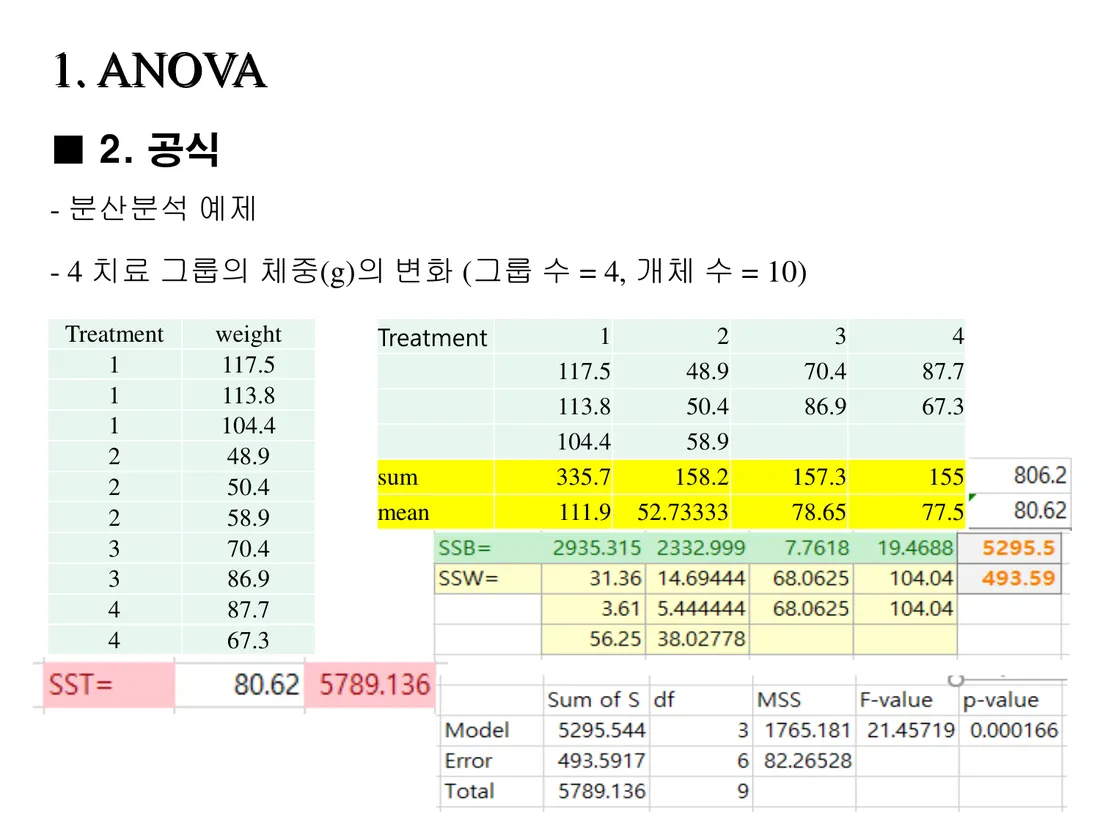 1. ANOVA
■ 2. 공식
- 분산분석 예제
- 4 치료 그룹의 체중(g)의 변화 (그룹 수 = 4, 개체 수 = 10)
Treatment weight
1 117.5
1 113.8
1 104.4
2 48.9
2 50.4
2 58.9
3 70.4
3 86.9
4 87.7
4 67.3
SST= 80.62 5789.136
Treatment 1 2 3 4
117.5 48.9 70.4 87.7
113.8 50.4 86.9 67.3
104.4 58.9
sum 335.7 158.2 157.3 155 806.2
mean 111.9 52.73333 78.65 77.5 80.62
SSB= 2935.315 2332.999 7.7618 19.4688 5295.5
SSW= 31.36 14.69444 68.0625 104.04 493.59
3.61 5.444444 68.0625 104.04
56.25 38.02778
Sum of S df MSS F-value p-value
Model 5295.544 3 1765.181 21.45719 0.000166
Error 493.5917 6 82.26528
Total 5789.136 9